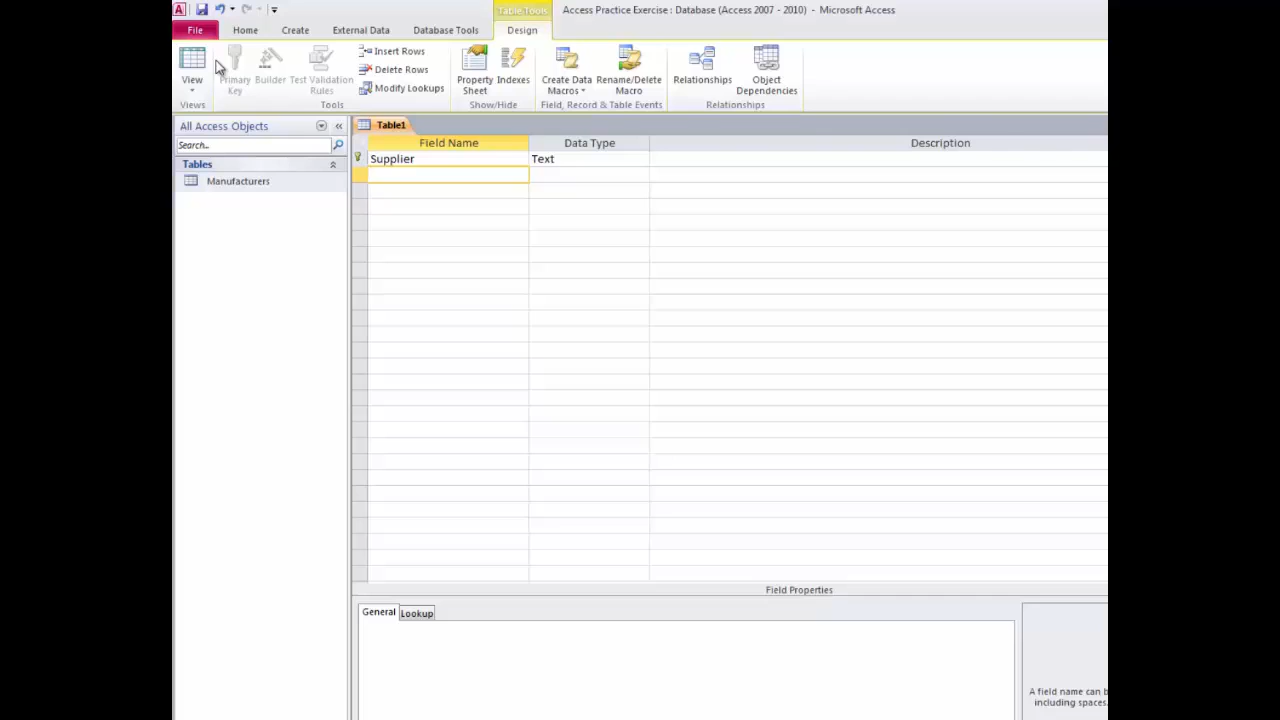 Table Tools
Access Practice Exercise : Database (Access 2007 - 2010) - Microsoft Access
File Home Create External Data Database Tools Design
View
Primary Key
Builder
Test Validation Rules
Insert Rows
Delete Rows
Modify Lookups
Property Sheet
Indexes
Create Data Macros
Rename/Delete Macro
Relationships
Object Dependencies
Views Tools Show/Hide Field, Record & Table Events Relationships
All Access Objects
Search...
Tables
Manufacturers
Table1
Field Name Data Type Description
Supplier Text
Field Properties
General Lookup
A field name can b
including spaces.